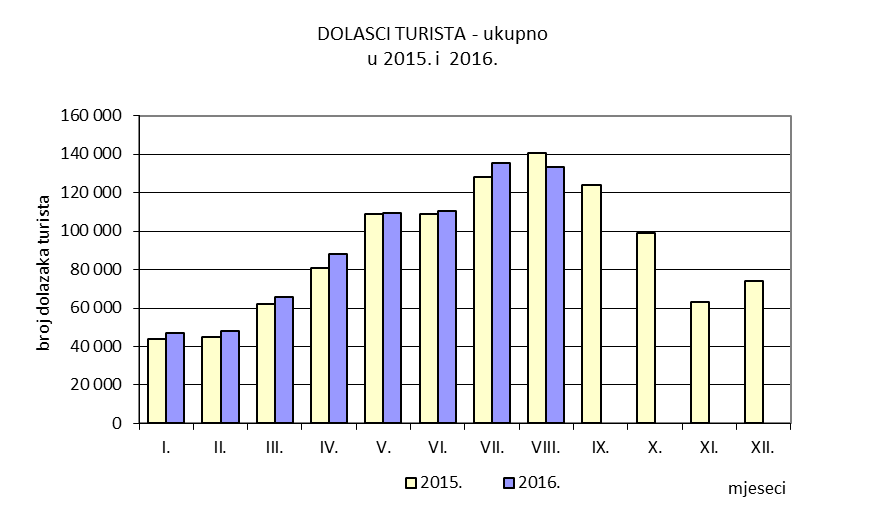 DOLASCI TURISTA - ukupno
u 2015. i  2016.
160 000
140 000
120 000
100 000
80 000
60 000
40 000
20 000
0
broj dolazaka turista
I. II. III. IV. V. VI. VII. VIII. IX. X. XI. XII.
2015. 2016.
mjeseci